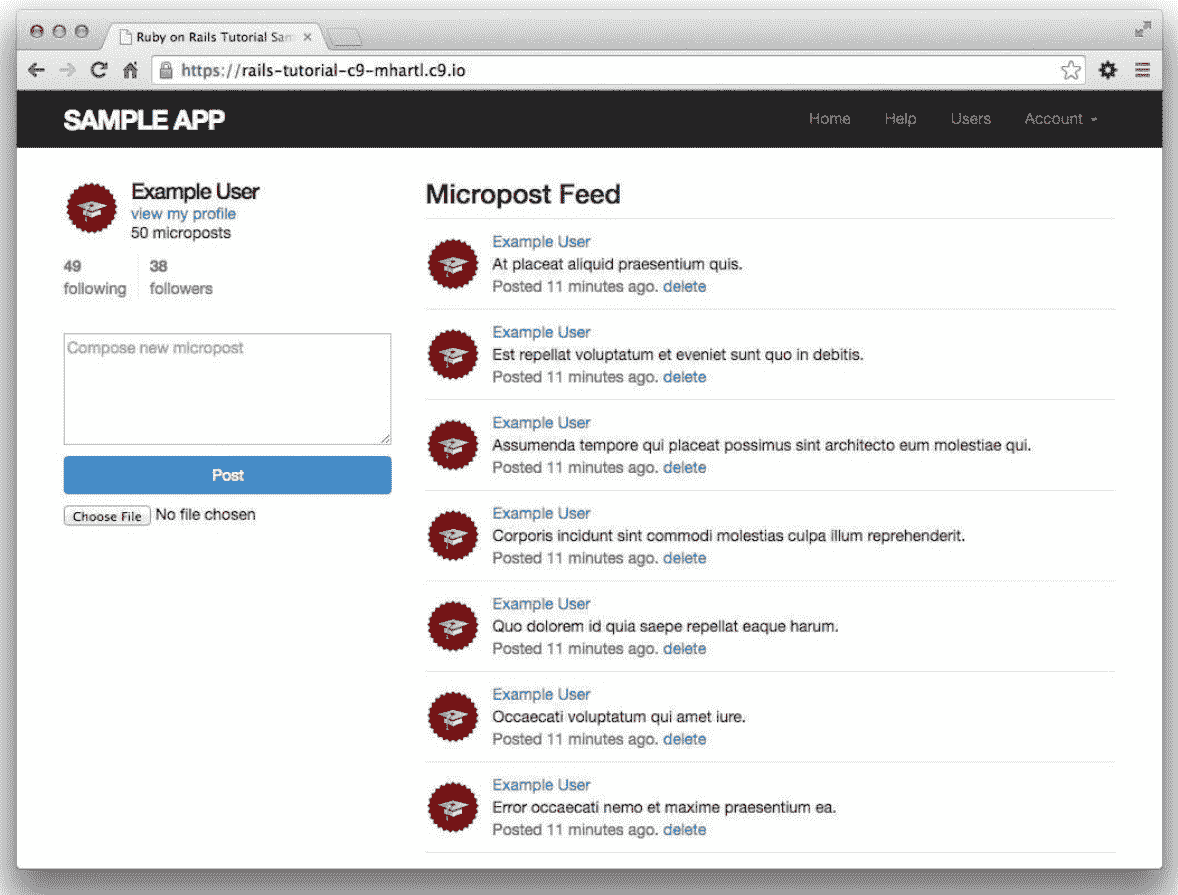 Ruby on Rails Tutorial San
https://rails-tutorial-c9-mhartl.c9.io
SAMPLE APP
Home Help Users Account
Example User
view my profile
50 microposts
49 following
38 followers
Compose new micropost
Post
Choose File No file chosen
Micropost Feed
Example User
At placeat aliquid praesentium quis.
Posted 11 minutes ago. delete
Example User
Est repellat voluptatum et eveniet sunt quo in debitis.
Posted 11 minutes ago. delete
Example User
Assumenda tempore qui placeat possimus sint architecto eum molestiae qui.
Posted 11 minutes ago. delete
Example User
Corporis incidunt sint commodi molestias culpa illum reprehenderit.
Posted 11 minutes ago. delete
Example User
Quo dolorem id quia saepe repellat eaque harum.
Posted 11 minutes ago. delete
Example User
Occaecati voluptatum qui amet iure.
Posted 11 minutes ago. delete
Example User
Error occaecati nemo et maxime praesentium ea.
Posted 11 minutes ago. delete